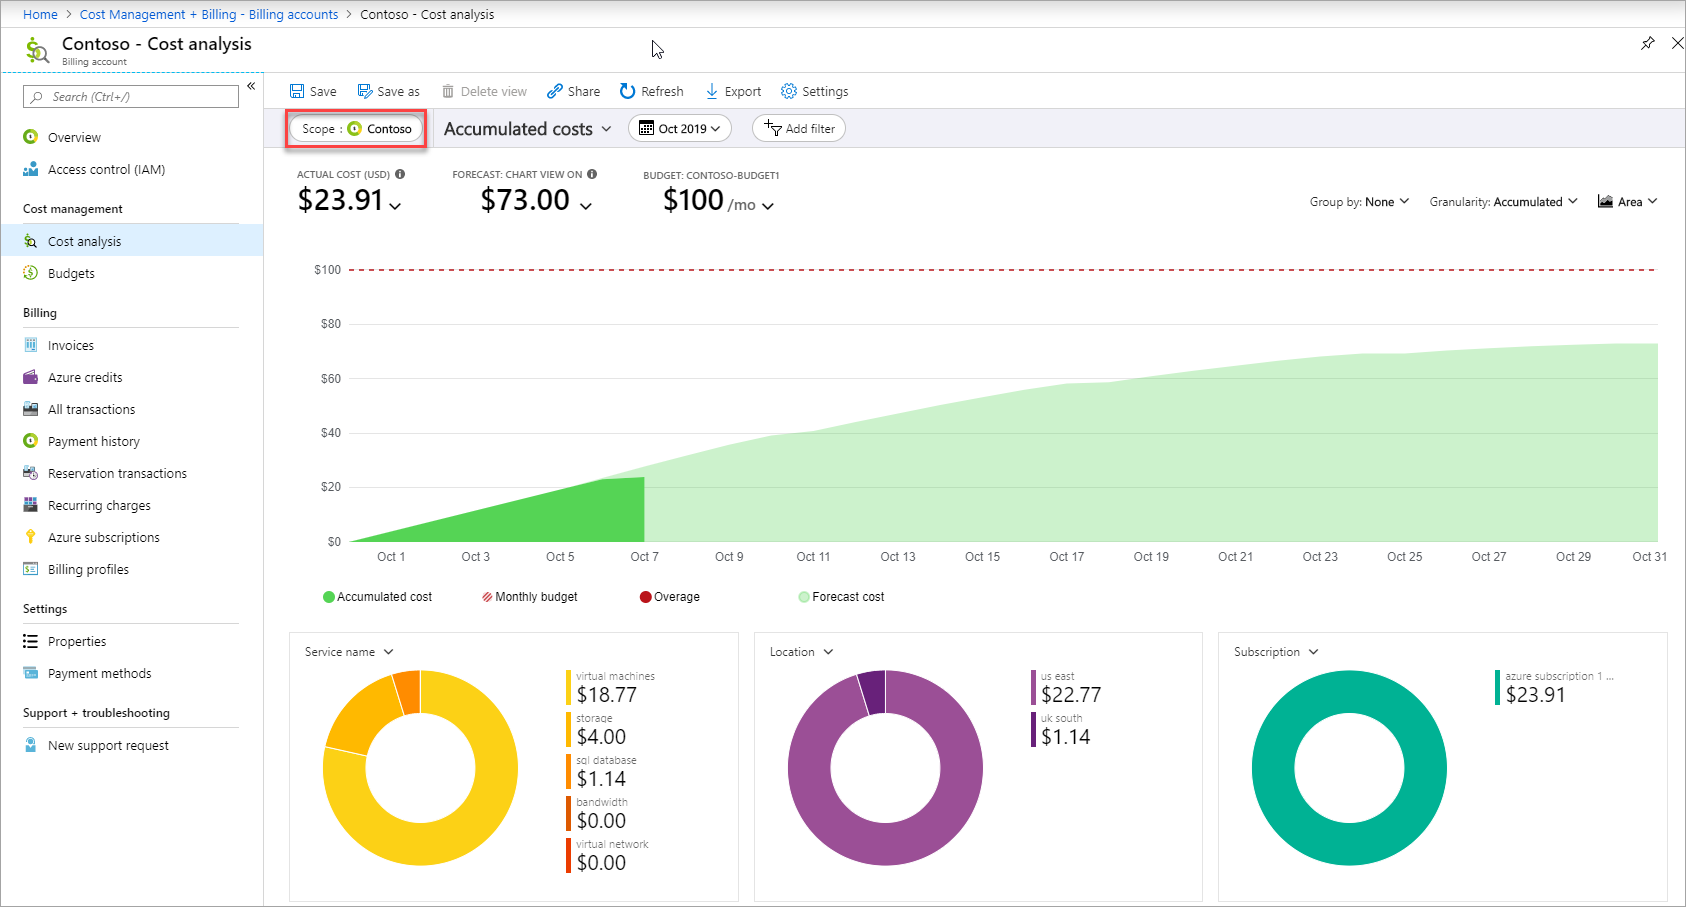 Home > Cost Management + Billing - Billing accounts > Contoso - Cost analysis
Contoso - Cost analysis
Billing account
Search (Ctrl+/)
«
Overview
Access control (IAM)
Cost management
Cost analysis
Budgets
Billing
Invoices
Azure credits
All transactions
Payment history
Reservation transactions
Recurring charges
Azure subscriptions
Billing profiles
Settings
Properties
Payment methods
Support + troubleshooting
New support request
Save Save as Delete view Share Refresh Export Settings
Scope : Contoso Accumulated costs Oct 2019 Add filter
ACTUAL COST (USD) FORECAST: CHART VIEW ON BUDGET: CONTOSO-BUDGET1
$23.91 $73.00 $100 /mo
Group by: None Granularity: Accumulated Area
$100
$80
$60
$40
$20
$0
Oct 1 Oct 3 Oct 5 Oct 7 Oct 9 Oct 11 Oct 13 Oct 15 Oct 17 Oct 19 Oct 21 Oct 23 Oct 25 Oct 27 Oct 29 Oct 31
Accumulated cost Monthly budget Overage Forecast cost
Service name
virtual machines
$18.77
storage
$4.00
sql database
$1.14
bandwidth
$0.00
virtual network
$0.00
Location
us east
$22.77
uk south
$1.14
Subscription
azure subscription 1 ...
$23.91